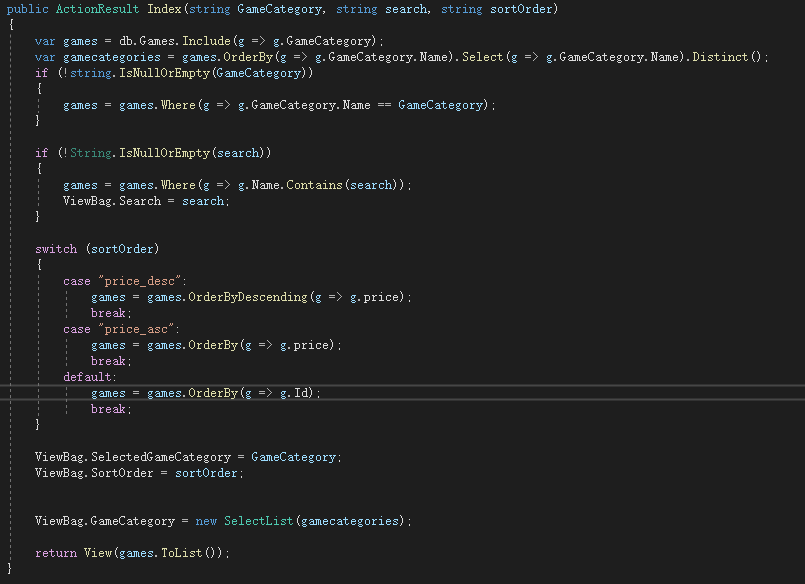 public ActionResult Index(string GameCategory, string search, string sortOrder)
{
    var games = db.Games.Include(g => g.GameCategory);
    var gamecategories = games.OrderBy(g => g.GameCategory.Name).Select(g => g.GameCategory.Name).Distinct();
    if (!string.IsNullOrEmpty(GameCategory))
    {
        games = games.Where(g => g.GameCategory.Name == GameCategory);
    }

    if (!String.IsNullOrEmpty(search))
    {
        games = games.Where(g => g.Name.Contains(search));
        ViewBag.Search = search;
    }

    switch (sortOrder)
    {
        case "price_desc":
            games = games.OrderByDescending(g => g.price);
            break;
        case "price_asc":
            games = games.OrderBy(g => g.price);
            break;
        default:
            games = games.OrderBy(g => g.Id);
            break;
    }

    ViewBag.SelectedGameCategory = GameCategory;
    ViewBag.SortOrder = sortOrder;


    ViewBag.GameCategory = new SelectList(gamecategories);

    return View(games.ToList());
}